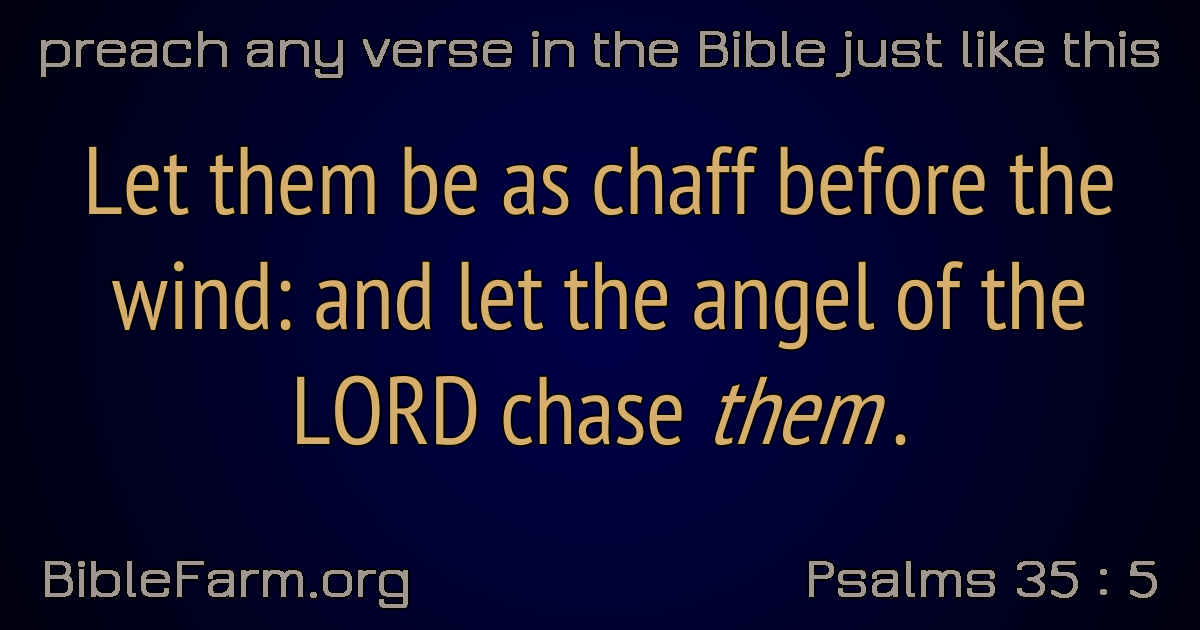 preach any verse in the Bible just like this
Let them be as chaff before the
wind: and let the angel of the
LORD chase them.
BibleFarm.org
Psalms 35 : 5